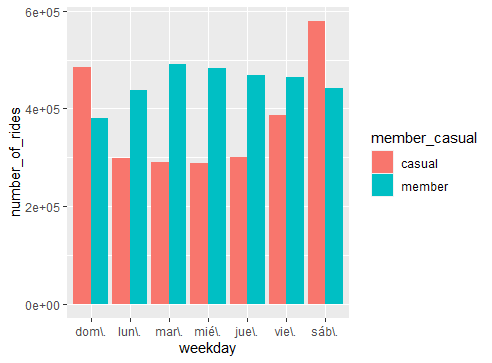 6e+05
4e+05
2e+05
0e+00
number_of_rides
dom\. lun\. mar\. mié\. jue\. vie\. sáb\.
weekday
member_casual
casual
member